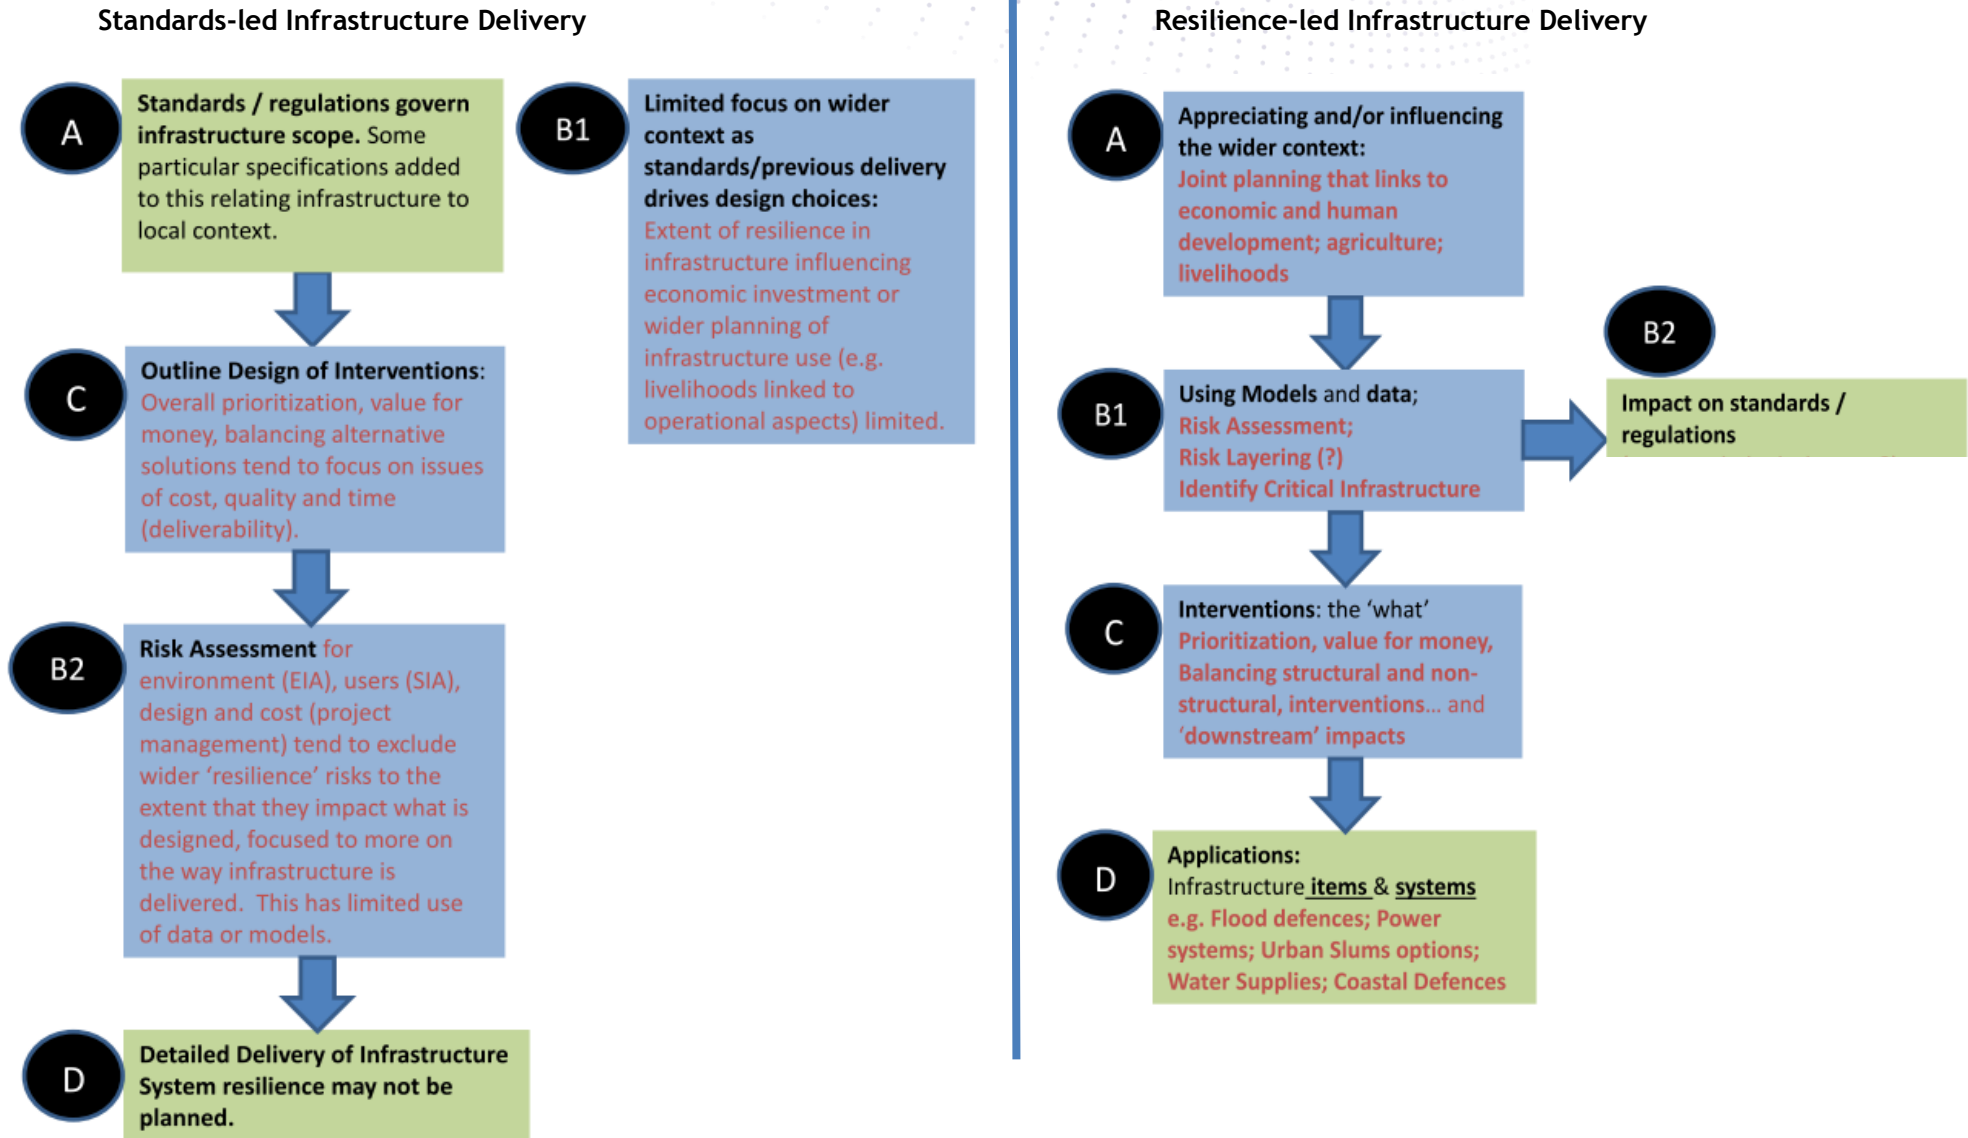 Standards-led Infrastructure Delivery
A
Standards / regulations govern
infrastructure scope. Some
particular specifications added
to this relating infrastructure to
local context.
B1
Limited focus on wider
context as
standards/previous delivery
drives design choices:
Extent of resilience in
infrastructure influencing
economic investment or
wider planning of
infrastructure use (e.g.
livelihoods linked to
operational aspects) limited.
C
Outline Design of Interventions:
Overall prioritization, value for
money, balancing alternative
solutions tend to focus on issues
of cost, quality and time
(deliverability).
B2
Risk Assessment for
environment (EIA), users (SIA),
design and cost (project
management) tend to exclude
wider ‘resilience’ risks to the
extent that they impact what is
designed, focused to more on
the way infrastructure is
delivered.  This has limited use
of data or models.
D
Detailed Delivery of Infrastructure
System resilience may not be
planned.
Resilience-led Infrastructure Delivery
A
Appreciating and/or influencing
the wider context:
Joint planning that links to
economic and human
development; agriculture;
livelihoods
B1
Using Models and data;
Risk Assessment;
Risk Layering (?)
Identify Critical Infrastructure
B2
Impact on standards /
regulations
C
Interventions: the ‘what’
Prioritization, value for money,
Balancing structural and non-
structural, interventions… and
‘downstream’ impacts
D
Applications:
Infrastructure items & systems
e.g. Flood defences; Power
systems; Urban Slums options;
Water Supplies; Coastal Defences